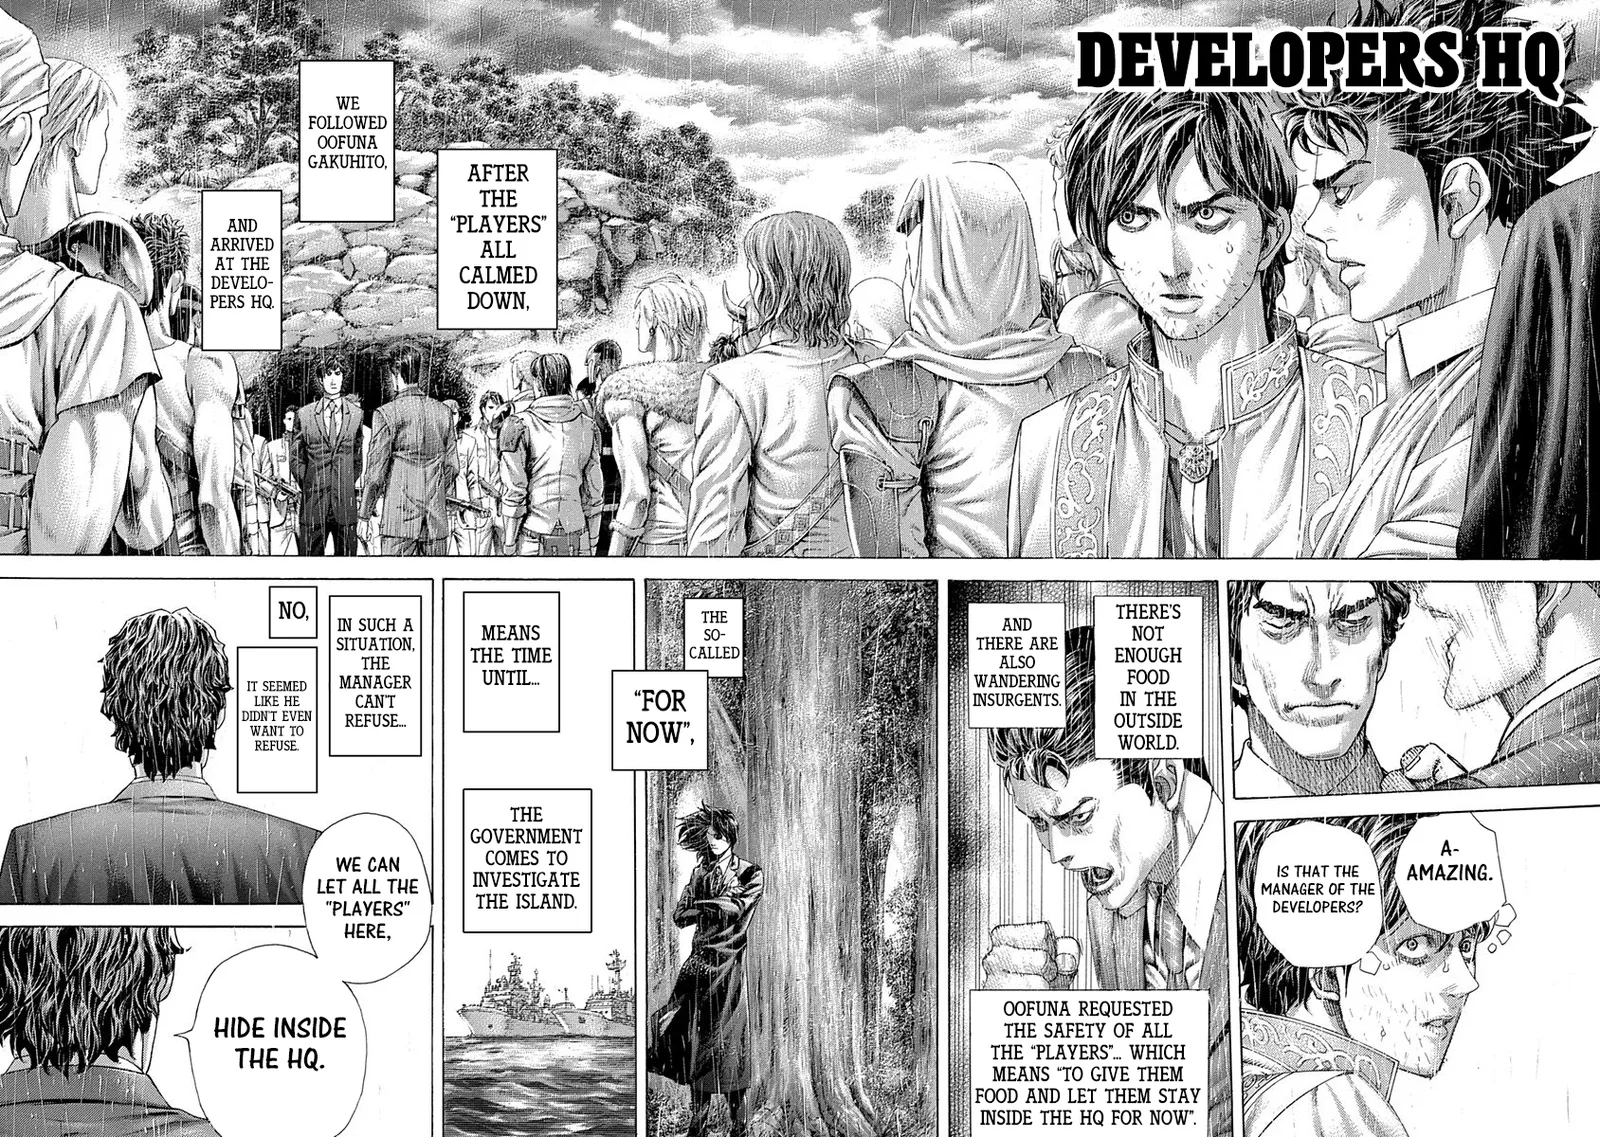 DEVELOPERS HQ
AFTER
THE
“PLAYERS”
ALL
CALMED
DOWN,
WE
FOLLOWED
OOFUNA
GAKUHITO,
AND
ARRIVED
AT THE
DEVELO-
PERS HQ.
A-
AMAZING.
IS THAT THE
MANAGER OF THE
DEVELOPERS?
THERE'S
NOT
ENOUGH
FOOD
IN THE
OUTSIDE
WORLD.
AND
THERE ARE
ALSO
WANDERING
INSURGENTS.
OOFUNA REQUESTED
THE SAFETY OF ALL
THE “PLAYERS”... WHICH
MEANS “TO GIVE THEM
FOOD AND LET THEM STAY
INSIDE THE HQ FOR NOW”.
THE
SO-
CALLED
“FOR
NOW”,
MEANS
THE TIME
UNTIL...
THE
GOVERNMENT
COMES TO
INVESTIGATE
THE ISLAND.
IN SUCH A
SITUATION,
THE
MANAGER
CAN'T
REFUSE...
NO,
IT SEEMED
LIKE HE
DIDN'T EVEN
WANT TO
REFUSE.
WE CAN
LET ALL THE
"PLAYERS"
HERE,
HIDE INSIDE
THE HQ.